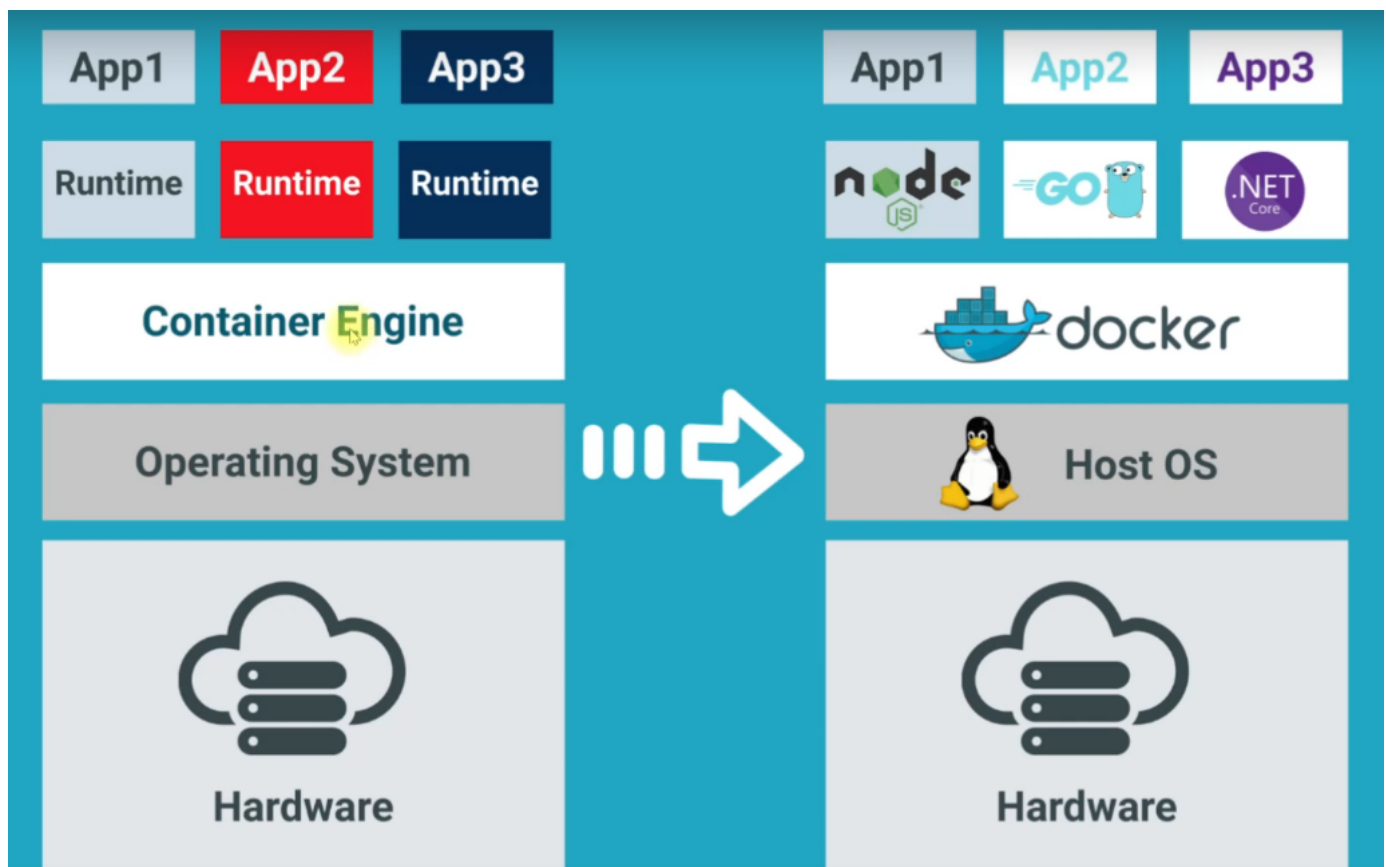 App1 App2 App3
Runtime Runtime Runtime
Container Engine
Operating System
Hardware
App1 App2 App3
node JS GO .NET Core
docker
Host OS
Hardware